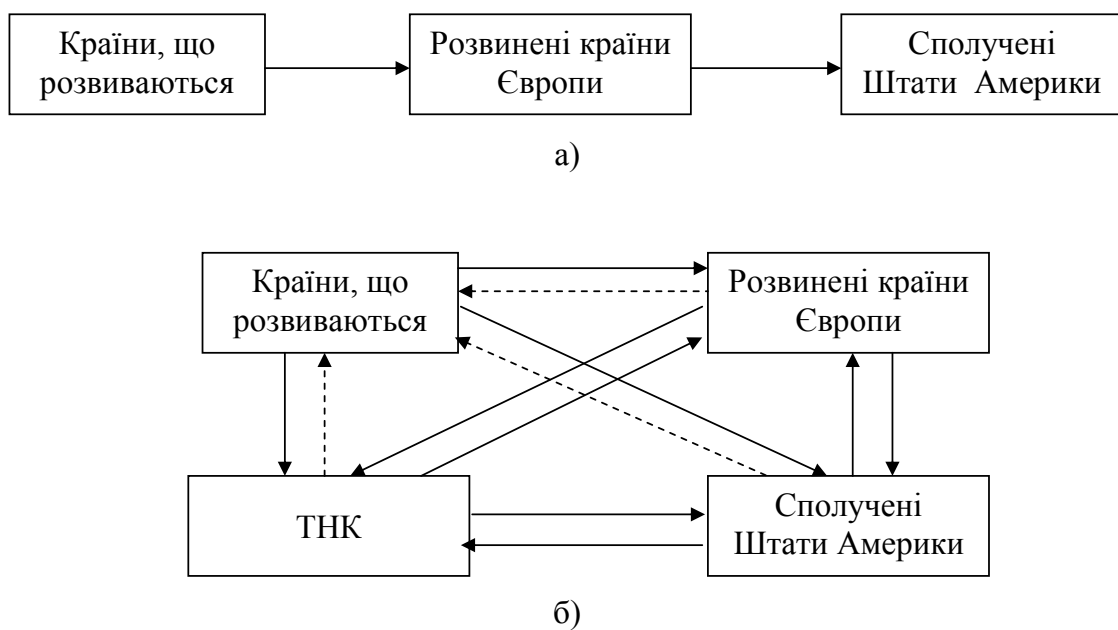 Країни, що
розвиваються
Розвинені країни
Європи
Сполучені
Штати Америки
а)
Країни, що
розвиваються
Розвинені країни
Європи
ТНК
Сполучені
Штати Америки
б)